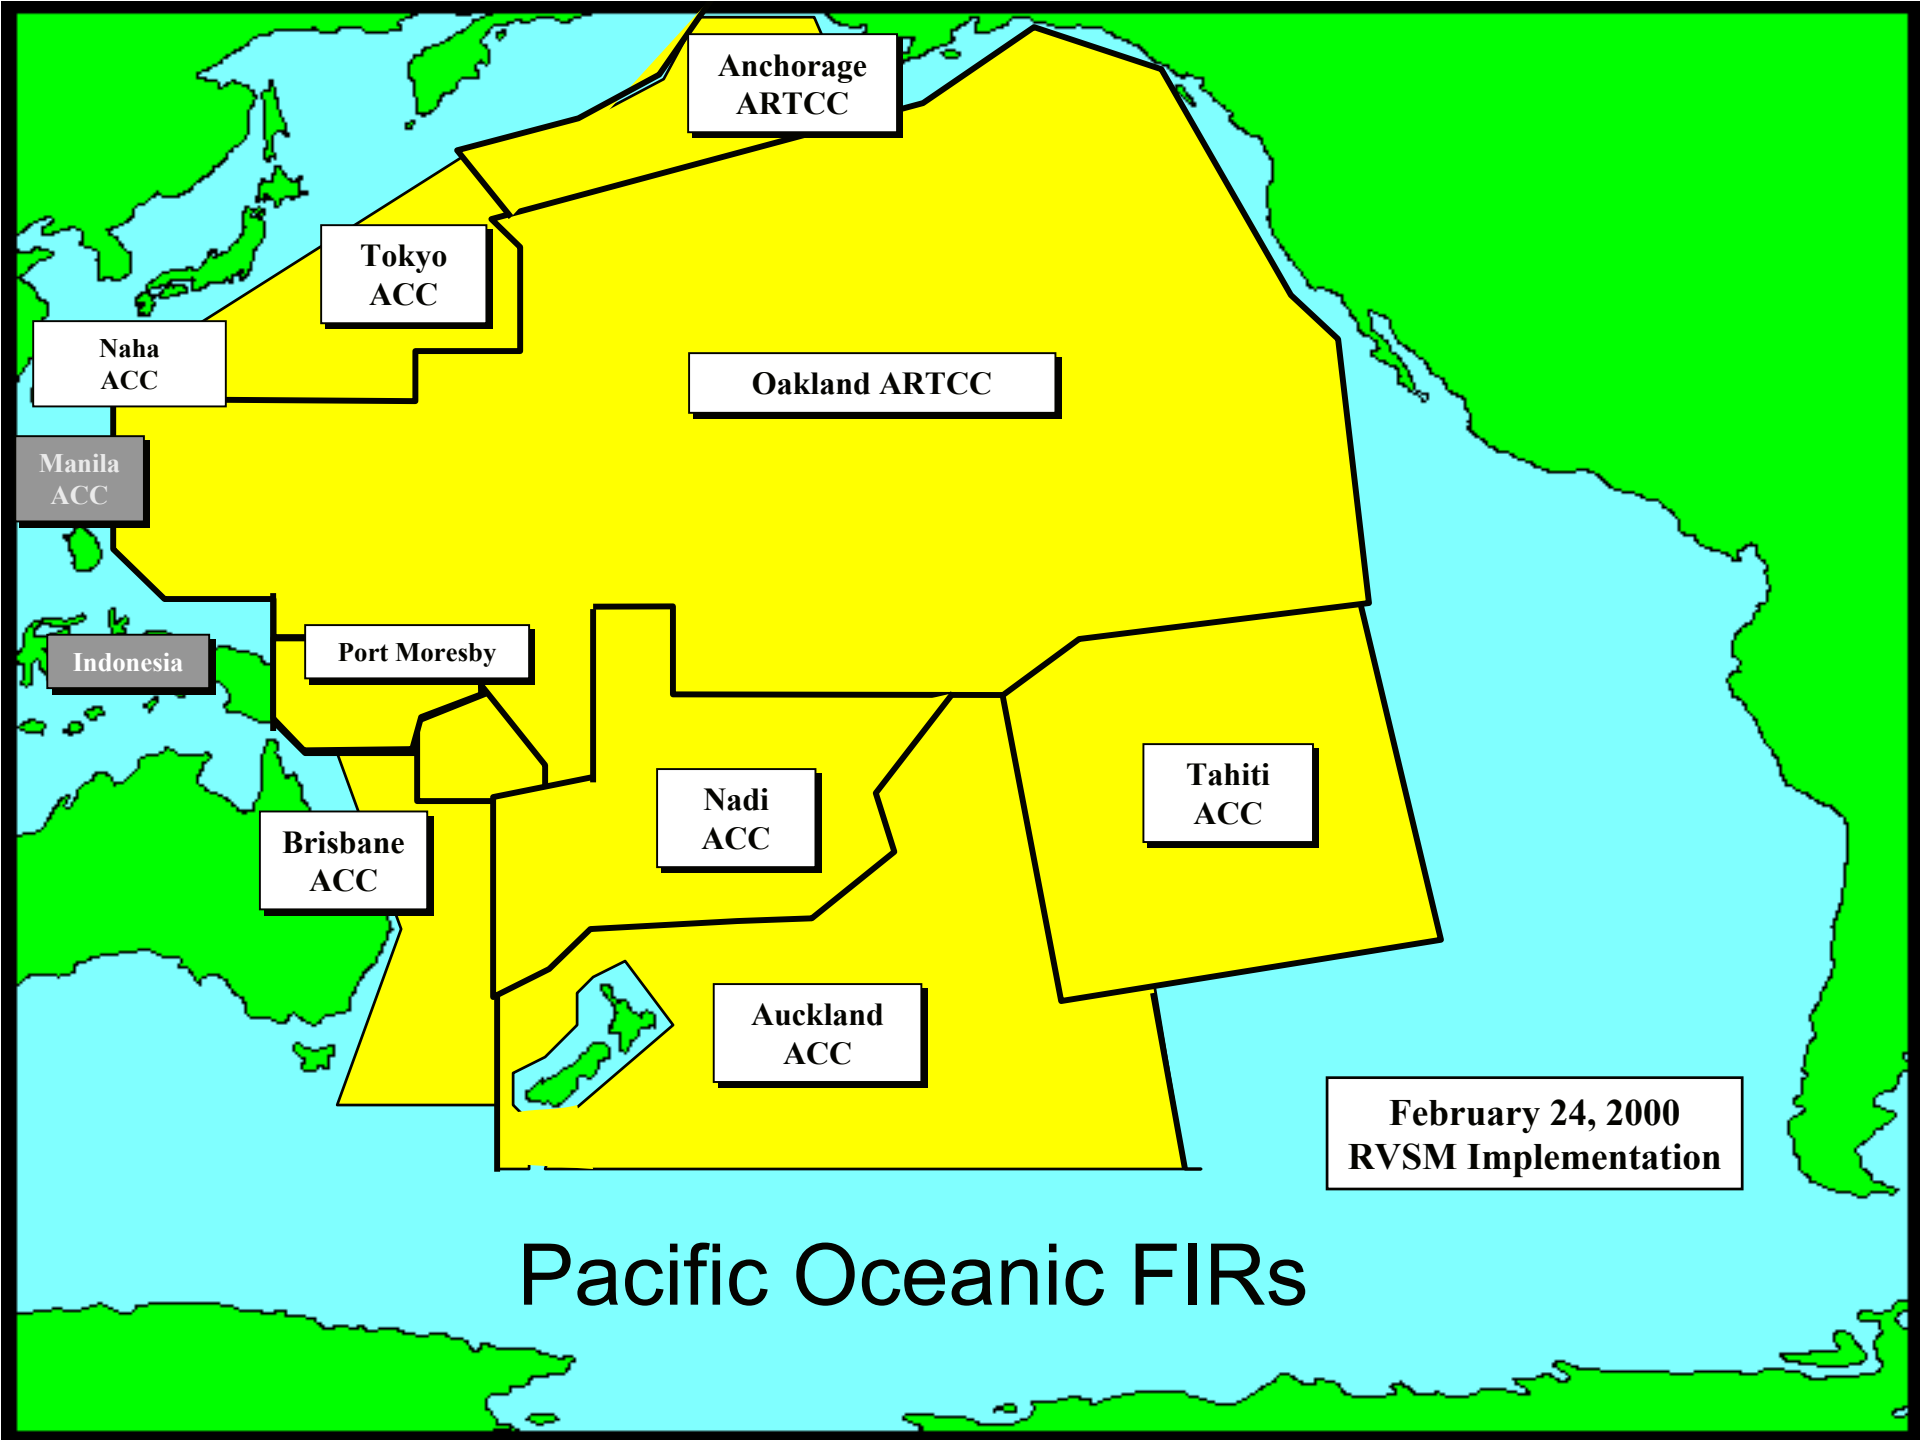 Anchorage
ARTCC
Tokyo
ACC
Naha
ACC
Oakland ARTCC
Manila
ACC
Port Moresby
Indonesia
Tahiti
ACC
Nadi
ACC
Brisbane
ACC
Auckland
ACC
February 24, 2000
RVSM Implementation
Pacific Oceanic FIRs